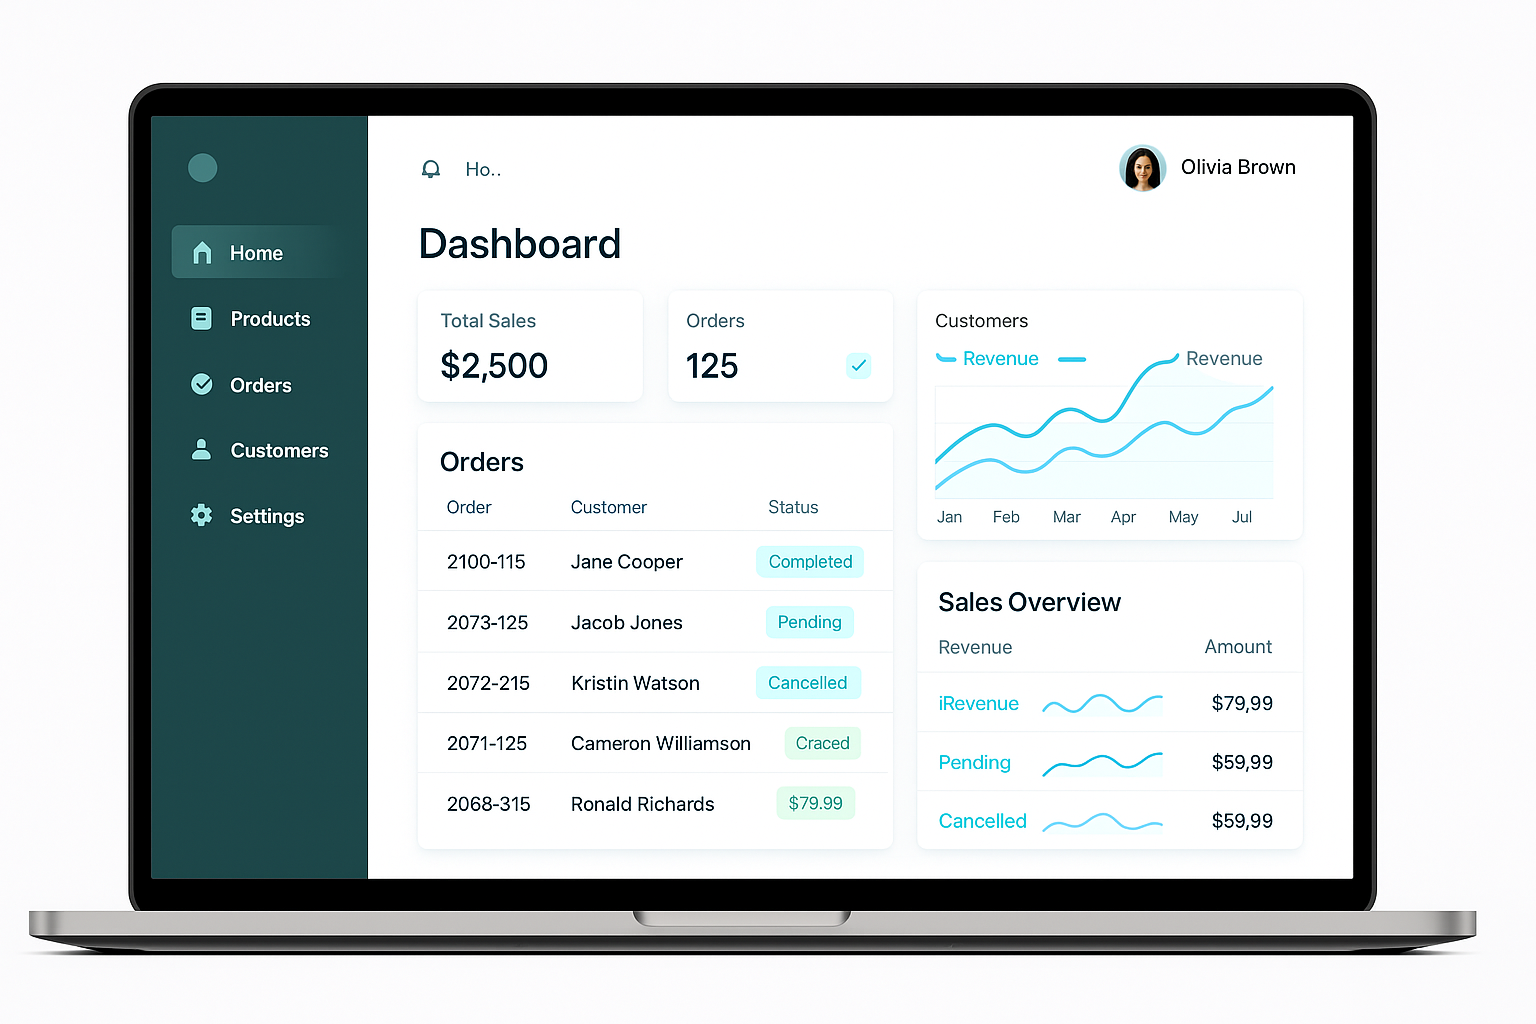 Ho..
Olivia Brown
Home
Products
Orders
Customers
Settings
Dashboard
Total Sales
$2,500
Orders
125
Customers
Revenue
Revenue
Jan Feb Mar Apr May Jul
Orders
Order Customer Status
2100-115 Jane Cooper Completed
2073-125 Jacob Jones Pending
2072-215 Kristin Watson Cancelled
2071-125 Cameron Williamson Craced
2068-315 Ronald Richards $79.99
Sales Overview
Revenue Amount
iRevenue $79,99
Pending $59,99
Cancelled $59,99